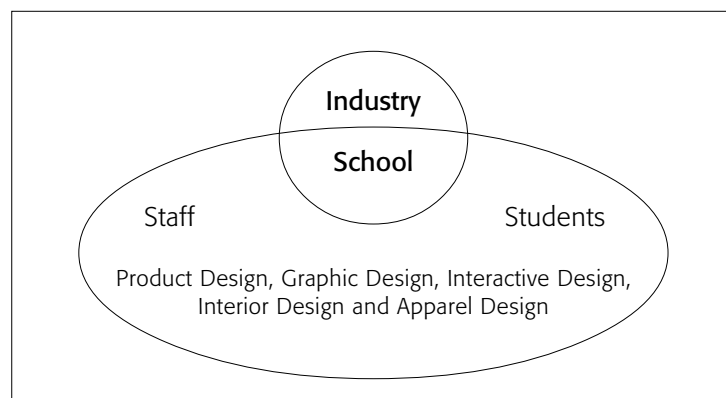 Industry
School
Staff
Students
Product Design, Graphic Design, Interactive Design,
Interior Design and Apparel Design